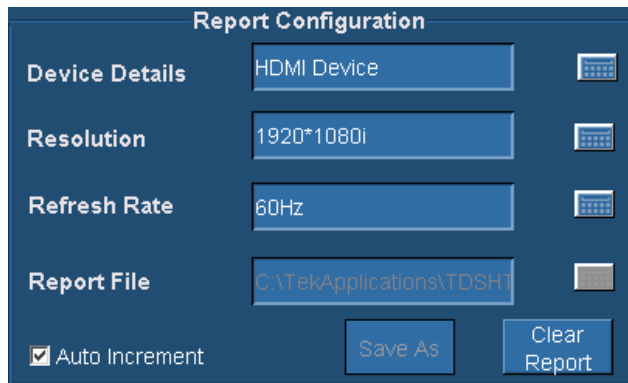 Report Configuration
Device Details HDMI Device
Resolution 1920*1080i
Refresh Rate 60Hz
Report File C:\TekApplications\TDSHT
Auto Increment Save As Clear Report